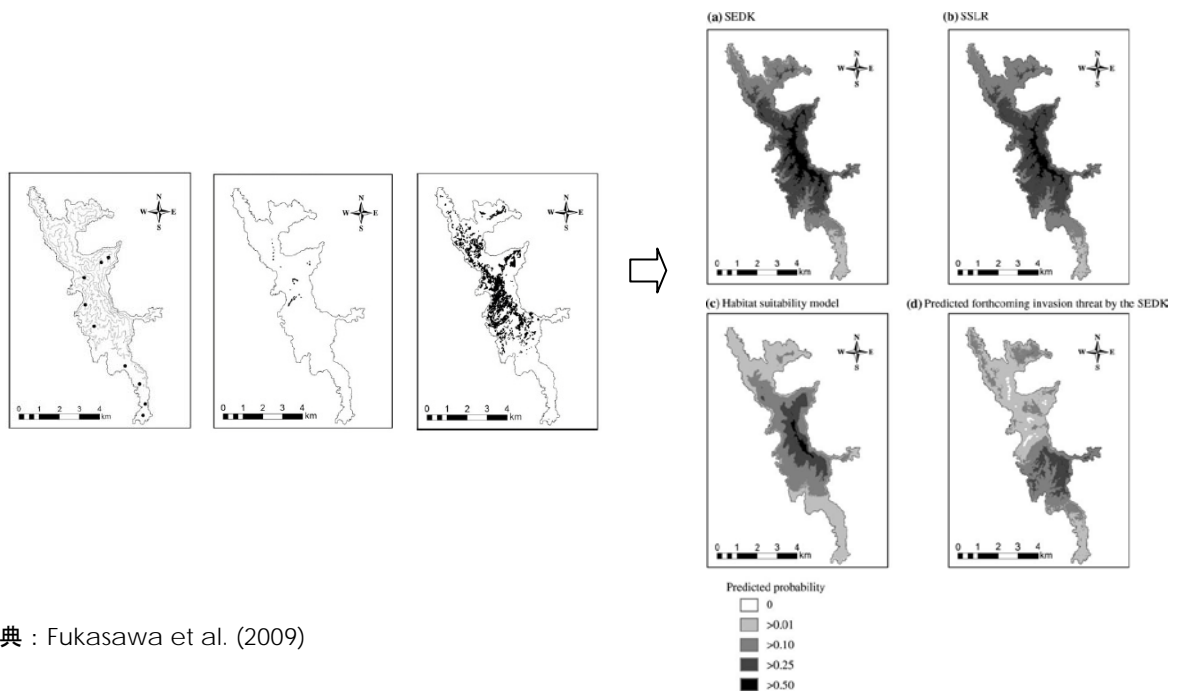 (a) SEDK
(b) SSLR
N
W E
S
0 1 2 3 4
km
N
W E
S
0 1 2 3 4
km
N
W E
S
0 1 2 3 4
km
N
W E
S
0 1 2 3 4
km
N
W E
S
0 1 2 3 4
km
(c) Habitat suitability model
(d) Predicted forthcoming invasion threat by the SEDK
N
W E
S
0 1 2 3 4
km
N
W E
S
0 1 2 3 4
km
Predicted probability
0
>0.01
>0.10
>0.25
>0.50
典 : Fukasawa et al. (2009)